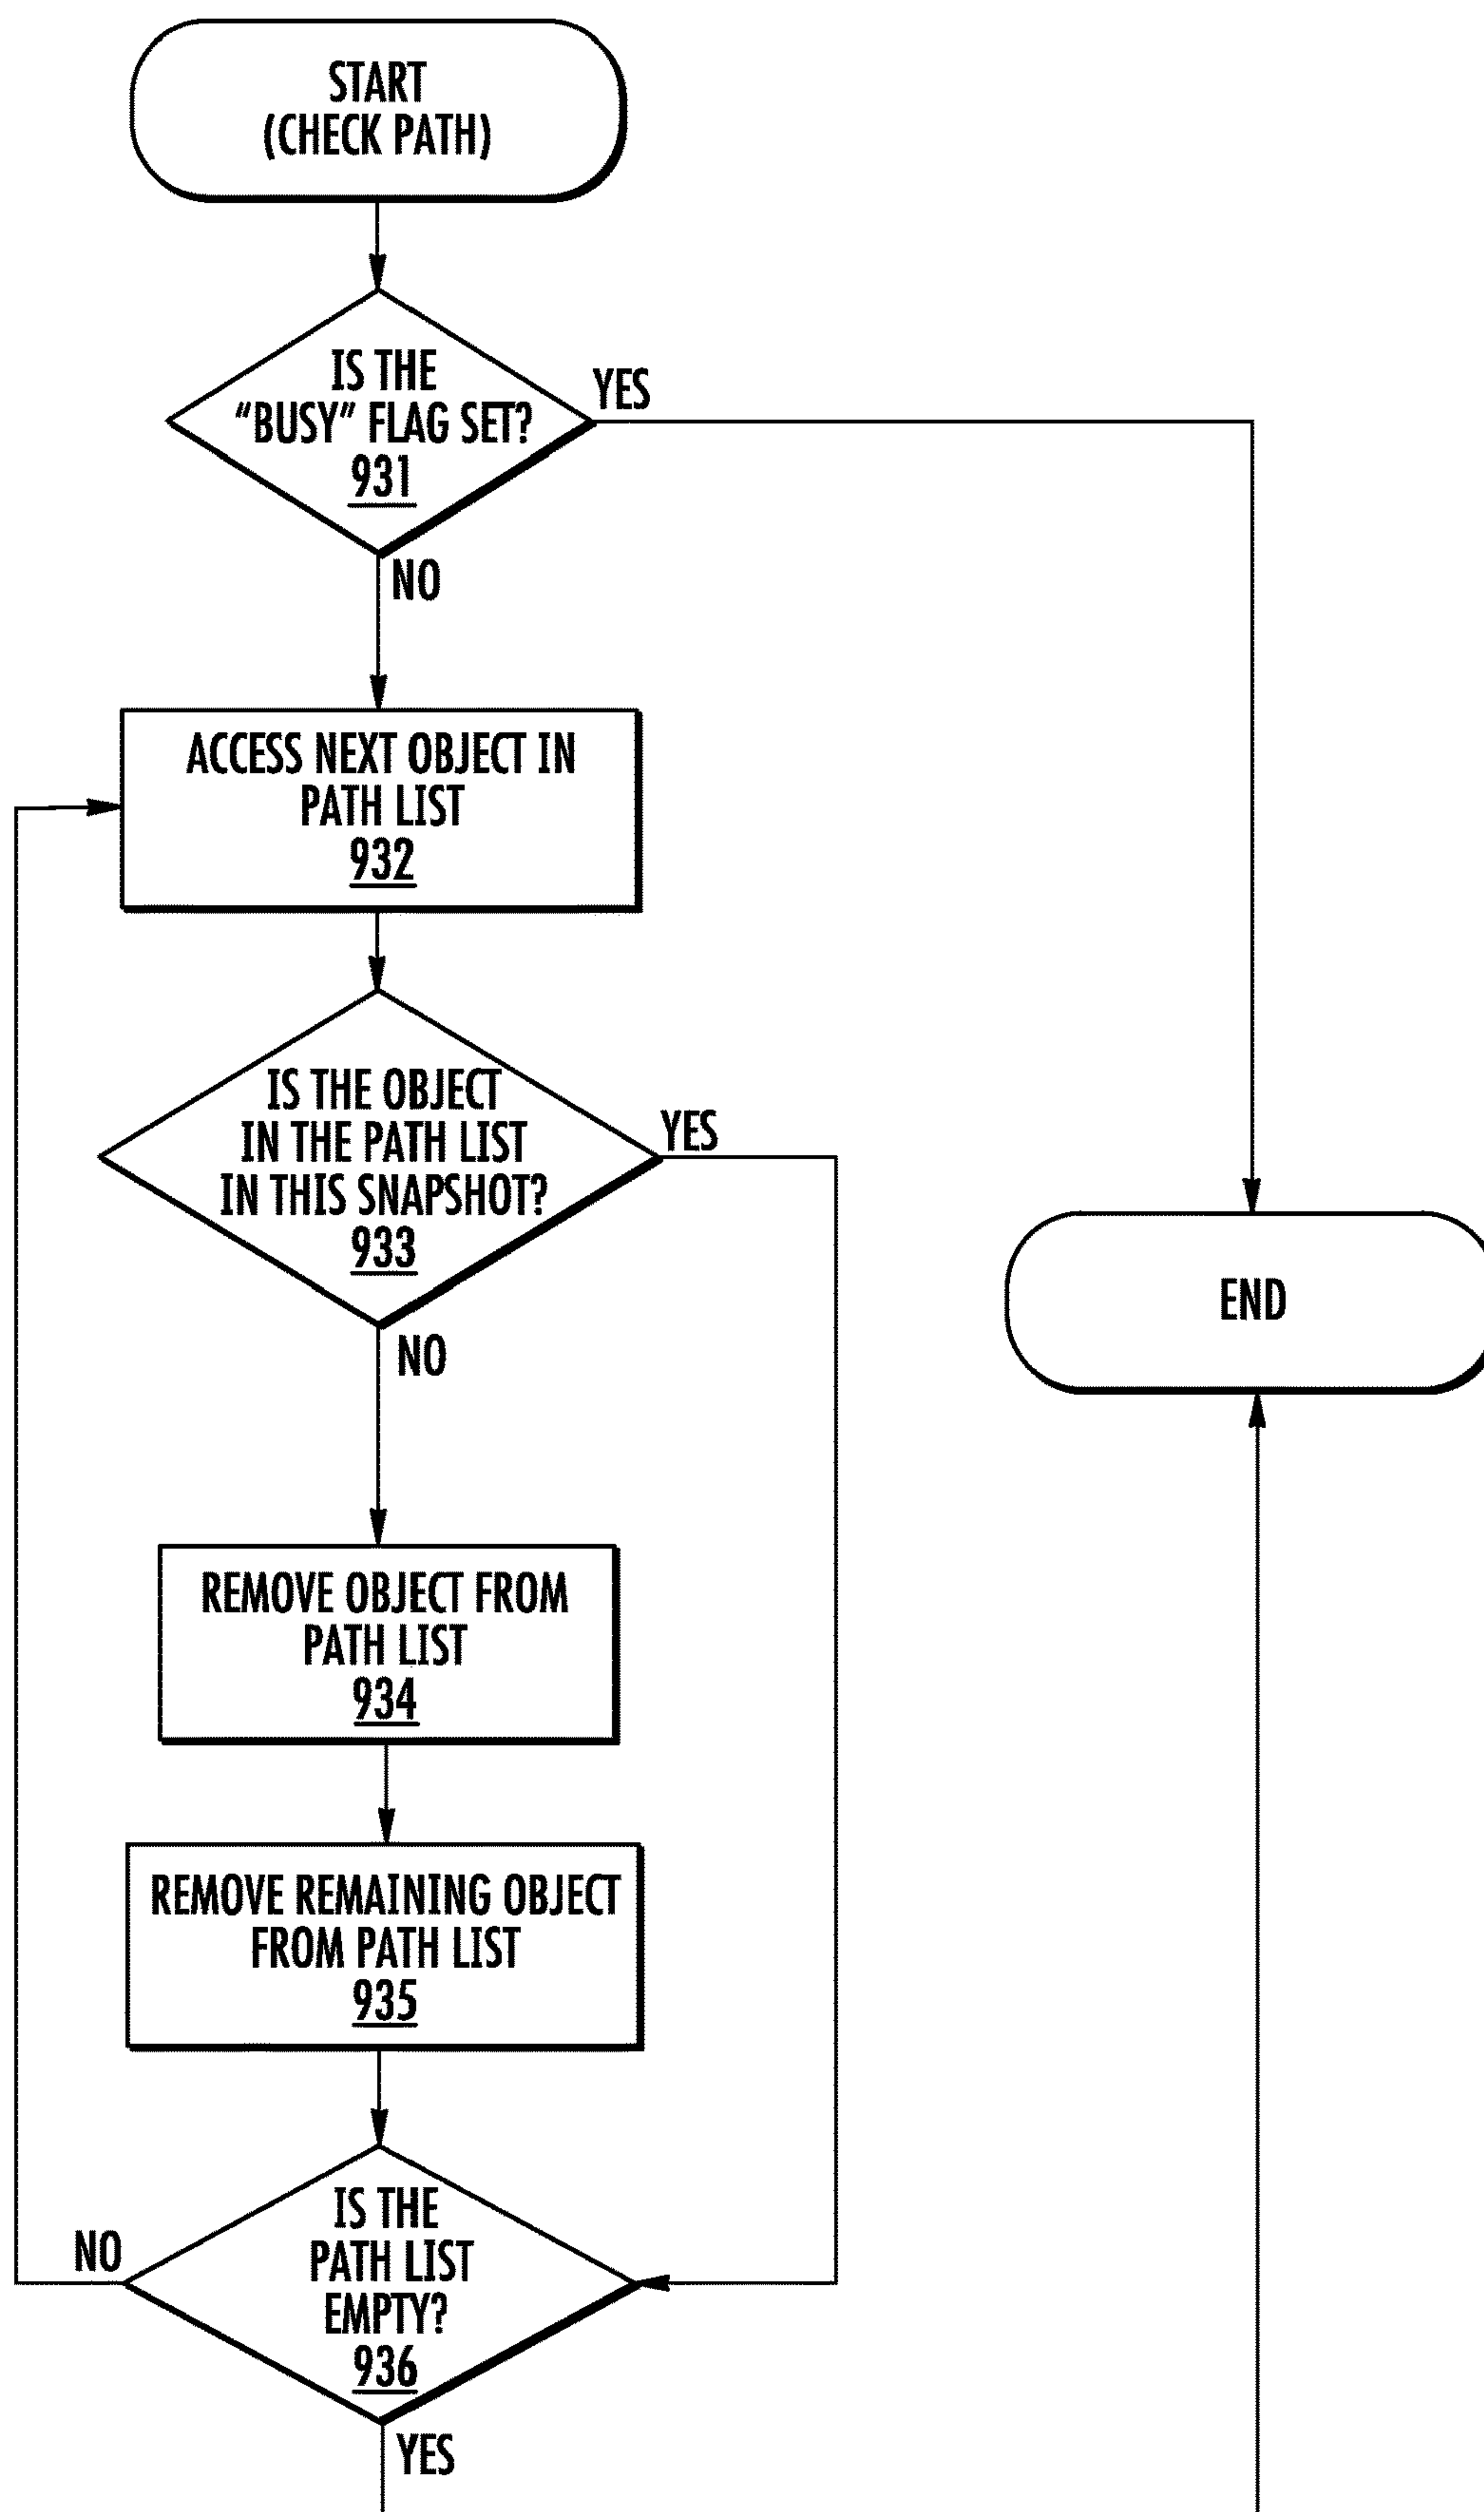 START
(CHECK PATH)
IS THE
"BUSY" FLAG SET?
931
YES
NO
ACCESS NEXT OBJECT IN
PATH LIST
932
IS THE OBJECT
IN THE PATH LIST
IN THIS SNAPSHOT?
933
YES
NO
END
REMOVE OBJECT FROM
PATH LIST
934
REMOVE REMAINING OBJECT
FROM PATH LIST
935
IS THE
PATH LIST
EMPTY?
936
NO
YES